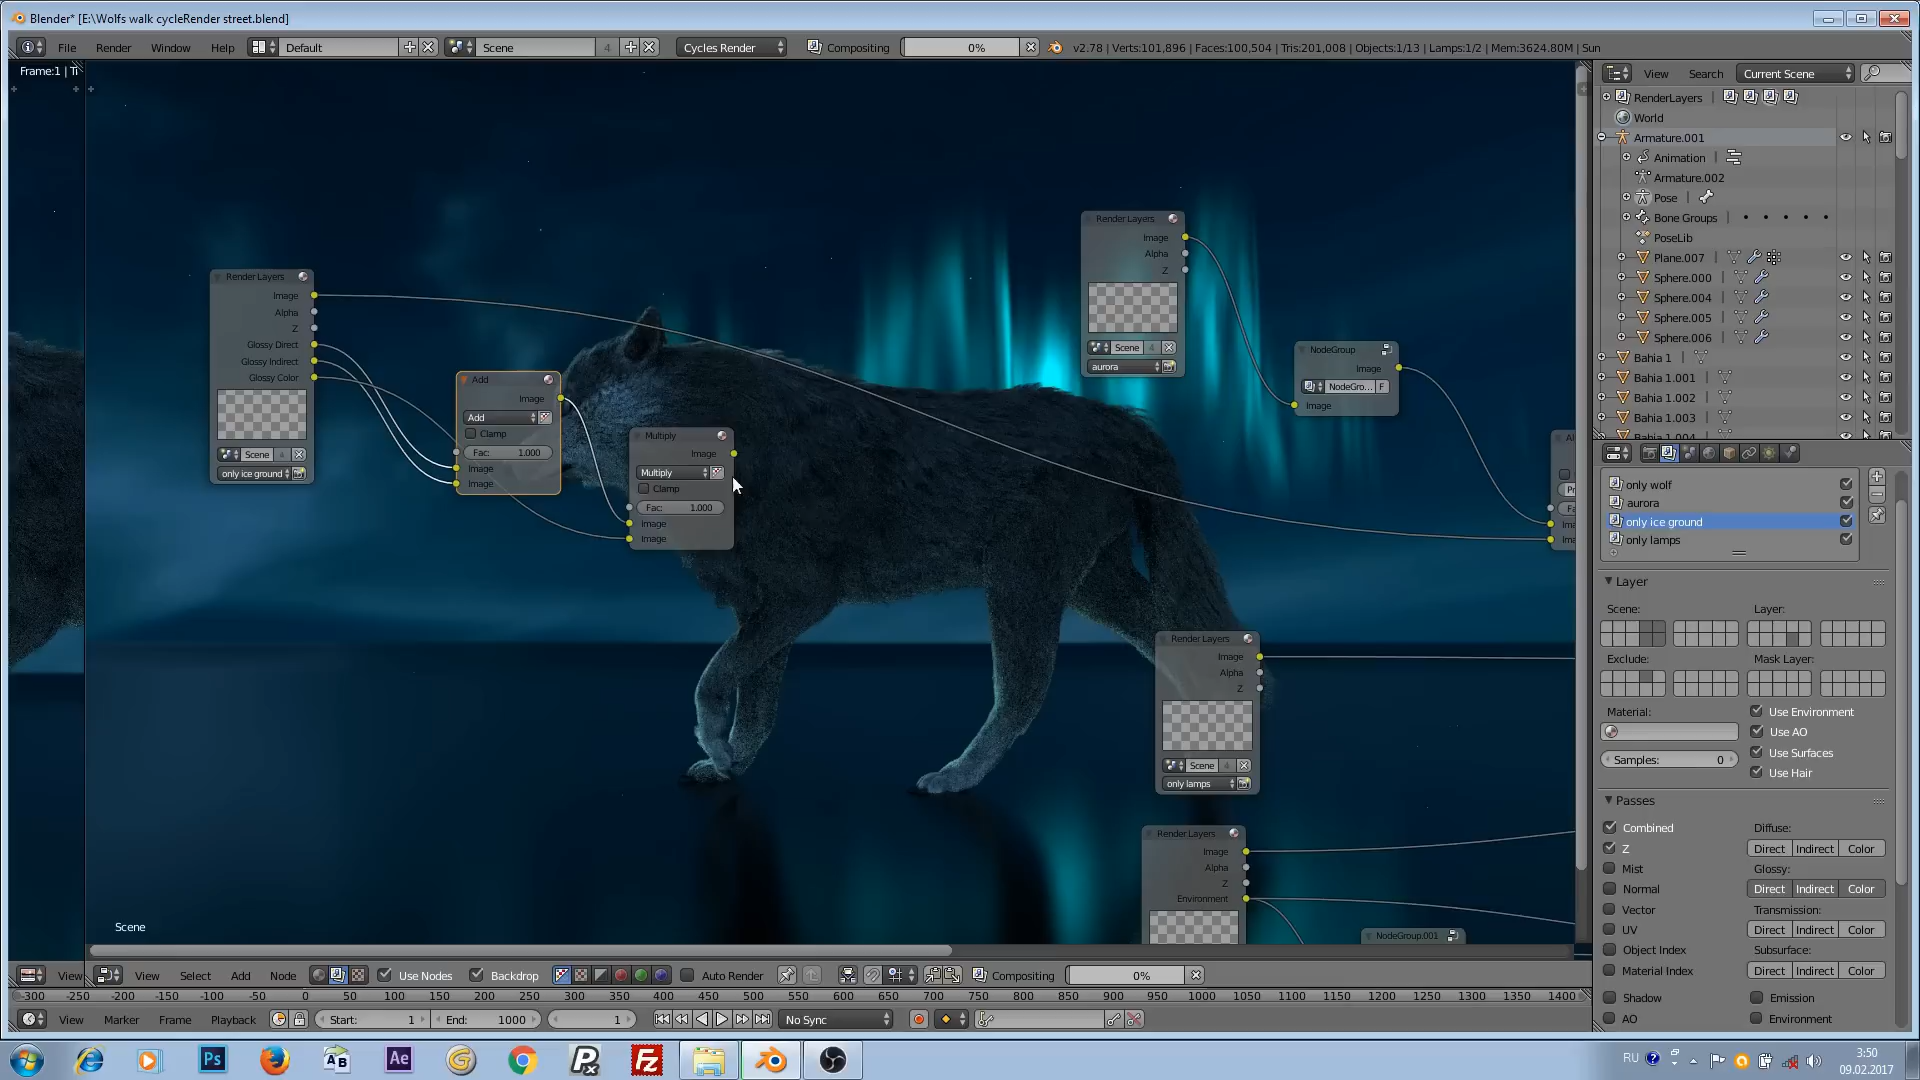 Blender* [E:\Wolfs walk cycleRender street.blend]
File Render Window Help Default Scene 4 Cycles Render Compositing 0% v2.78 | Verts:101,896 | Faces:100,504 | Tris:201,008 | Objects:1/13 | Lamps:1/2 | Mem:3624.80M | Sun
Frame:1 | Ti
Render Layers
Image
Alpha
Z
Glossy Direct
Glossy Indirect
Glossy Color
Scene 4
only ice ground
Add
Image
Add
Clamp
Fac: 1.000
Image
Image
Multiply
Image
Multiply
Clamp
Fac: 1.000
Image
Image
Render Layers
Image
Alpha
Z
Scene 4
aurora
NodeGroup
Image
NodeGro... F
Image
Render Layers
Image
Alpha
Z
Scene 4
only lamps
Render Layers
Image
Alpha
Z
Environment
NodeGroup.001
Scene
View Search Current Scene
RenderLayers
World
Armature.001
Animation
Armature.002
Pose
Bone Groups
PoseLib
Plane.007
Sphere.000
Sphere.004
Sphere.005
Sphere.006
Bahia 1
Bahia 1.001
Bahia 1.002
Bahia 1.003
only wolf
aurora
only ice ground
only lamps
Layer
Scene: Layer:
Exclude: Mask Layer:
Material:
Use Environment
Use AO
Samples: 0
Use Surfaces
Use Hair
Passes
Combined Diffuse:
Z Direct Indirect Color
Mist Glossy:
Normal Direct Indirect Color
Vector Transmission:
UV Direct Indirect Color
Object Index Subsurface:
Material Index Direct Indirect Color
Shadow Emission
AO Environment
View View Select Add Node Use Nodes Backdrop Auto Render Compositing 0%
-300 -250 -200 -150 -100 -50 0 50 100 150 200 250 300 350 400 450 500 550 600 650 700 750 800 850 900 950 1000 1050 1100 1150 1200 1250 1300 1350 1400
View Marker Frame Playback Start: 1 End: 1000 1 No Sync
Ps AB Ae Px Fz
RU 3:50
09.02.2017